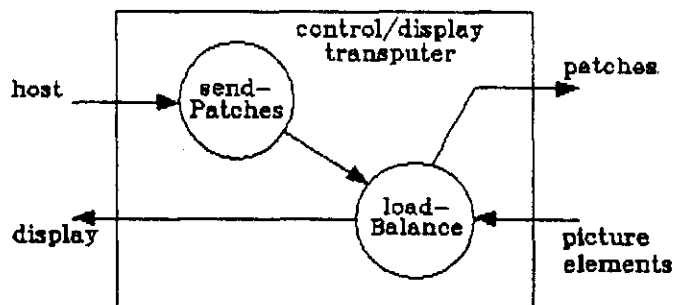 control/display
transputer
host
send-
Patches
patches
load-
Balance
display
picture
elements